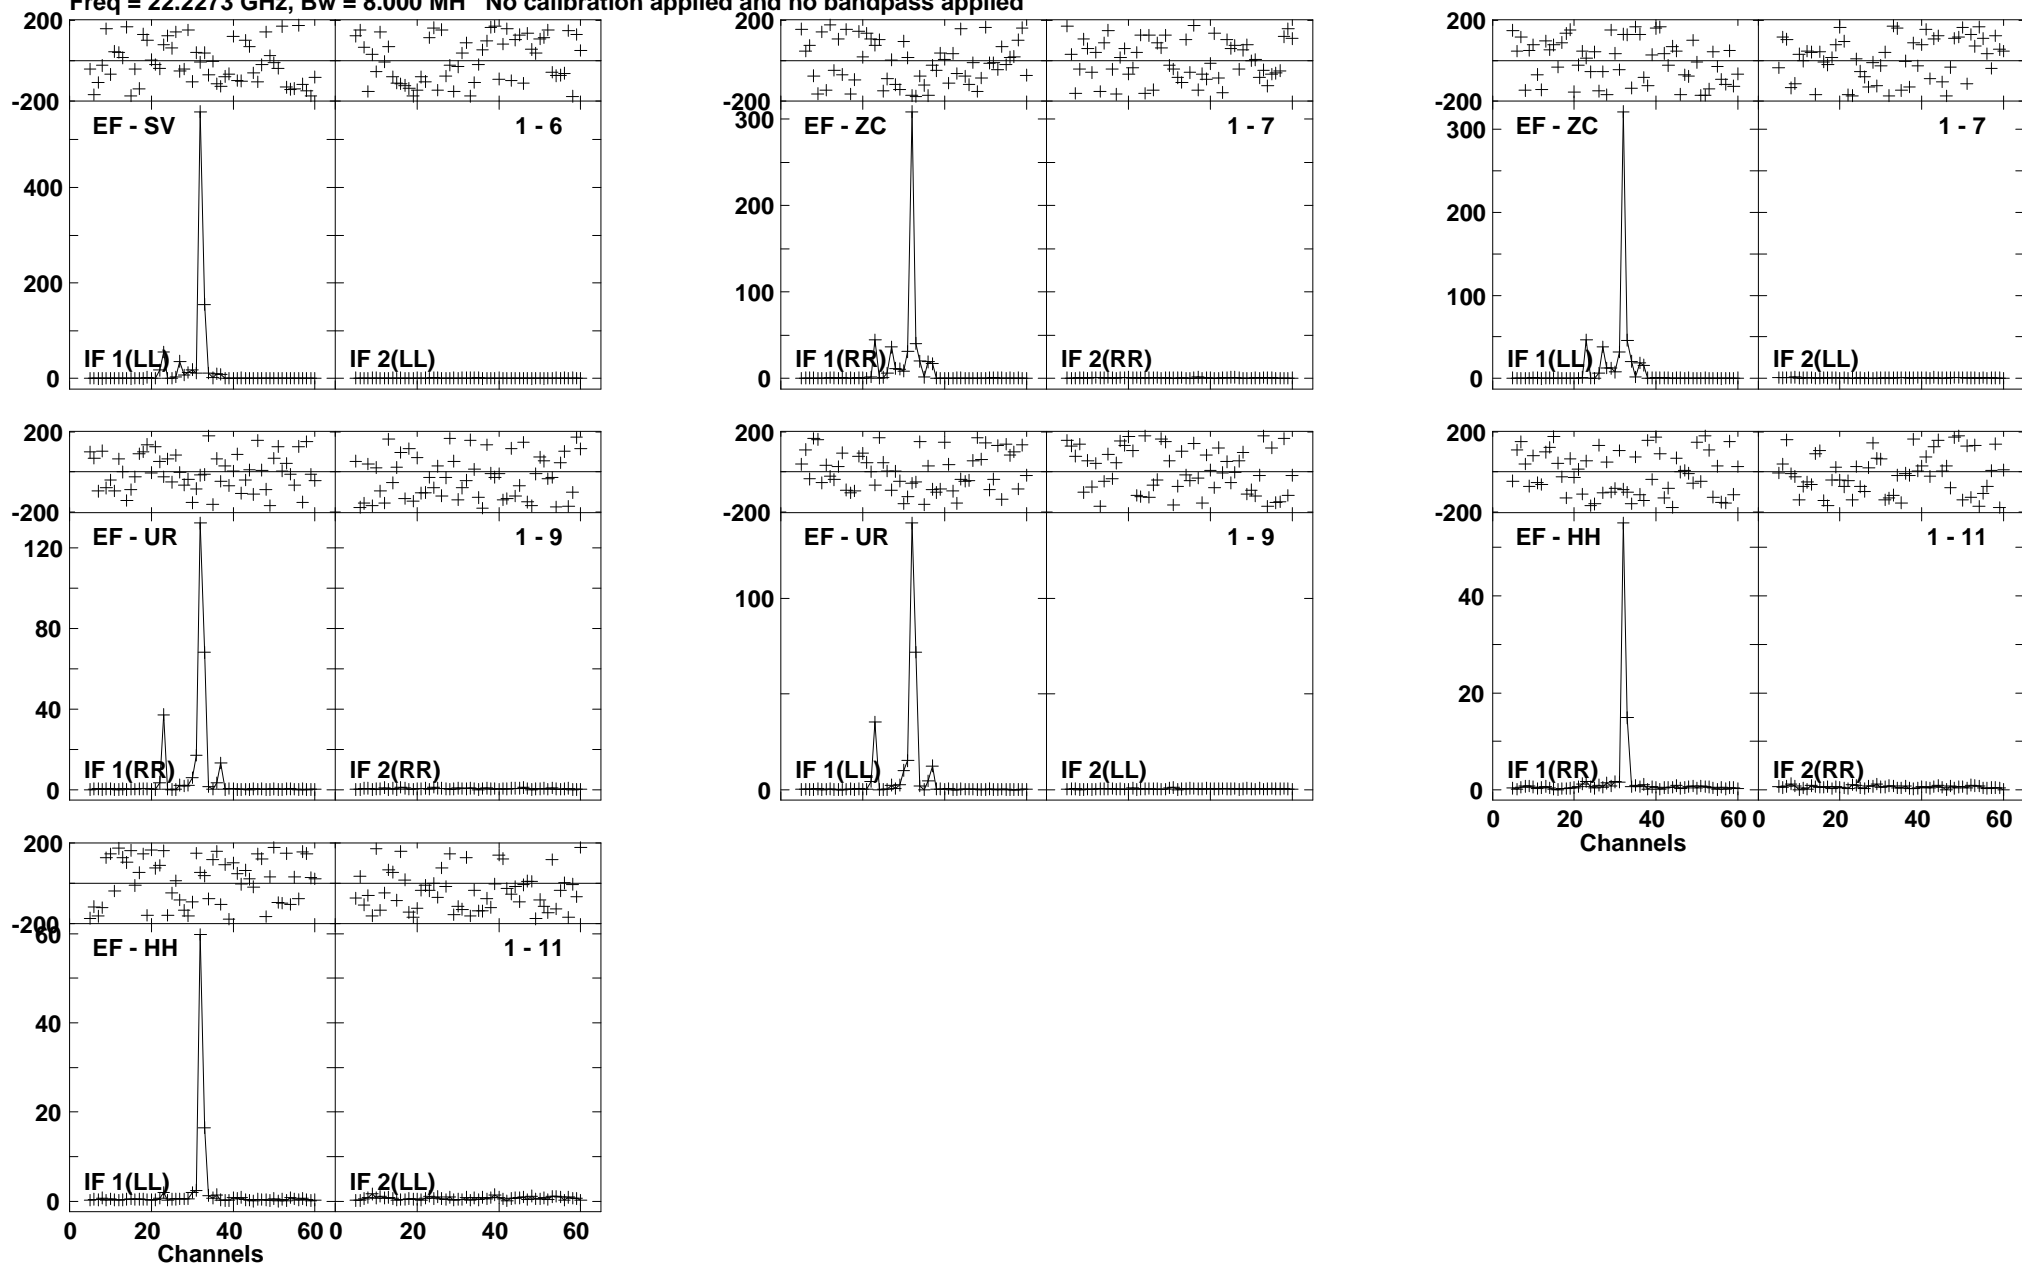 Freq = 22.2273 GHz, Bw = 8.000 MH   No calibration applied and no bandpass applied
200 200 200
-200 -200 -200
EF - SV 1 - 6 EF - ZC 1 - 7 EF - ZC 1 - 7
300 300
400
200 200
200
100 100
IF 1(LL) IF 2(LL) IF 1(RR) IF 2(RR) IF 1(LL) IF 2(LL)
0 0 0
200 200 200
-200 -200 -200
EF - UR 1 - 9 EF - UR 1 - 9 EF - HH 1 - 11
120
100
40
80
20
40
IF 1(RR) IF 2(RR) IF 1(LL) IF 2(LL) IF 1(RR) IF 2(RR)
0 0 0
0 20 40 60 0 20 40 60
Channels
200
-200
60
EF - HH 1 - 11
40
20
IF 1(LL) IF 2(LL)
0
0 20 40 60 0 20 40 60
Channels